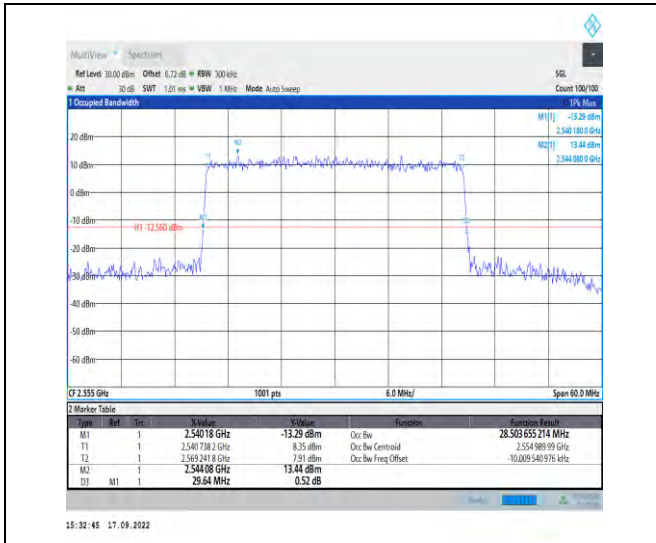 MultiView Spectrum
Ref Level 30.00 dBm Offset 6.72 dB RBW 300 kHz SGL
Att 30 dB SWT 1.01 ms VBW 1 MHz Mode Auto Sweep Count 100/100
1 Occupied Bandwidth 1Pk Max
M1[1] -13.29 dBm
2.540 180 0 GHz
M2[1] 13.44 dBm
2.544 080 0 GHz
20 dBm
M2
T1 T2
10 dBm
0 dBm
-10 dBm
M1
H1 -12.560 dBm
-20 dBm
-30 dBm
-40 dBm
-50 dBm
-60 dBm
CF 2.555 GHz 1001 pts 6.0 MHz/ Span 60.0 MHz
2 Marker Table
Type Ref Trc X-Value Y-Value Function Function Result
M1 1 2.54018 GHz -13.29 dBm Occ Bw 28.503 655 214 MHz
T1 1 2.540 738 2 GHz 8.35 dBm Occ Bw Centroid 2.554 989 99 GHz
T2 1 2.569 241 8 GHz 7.91 dBm Occ Bw Freq Offset -10.009 540 976 kHz
M2 1 2.544 08 GHz 13.44 dBm
D3 M1 1 29.64 MHz 0.52 dB
15:32:45 17.09.2022